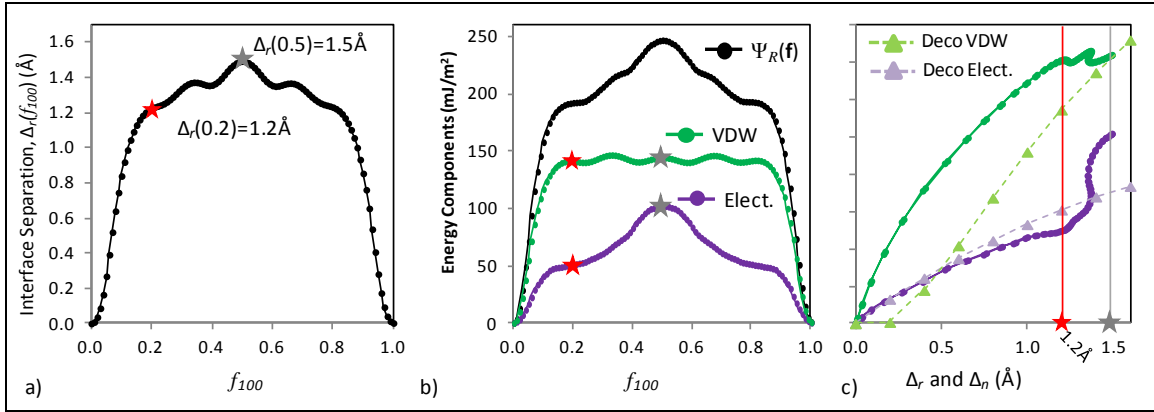 Interface Separation, Δr(f100) (Å)
1.6
1.4
1.2
1.0
0.8
0.6
0.4
0.2
0.0
Δr(0.5)=1.5Å
Δr(0.2)=1.2Å
0.0 0.2 0.4 0.6 0.8 1.0
a)
f100
Energy Components (mJ/m²)
250
200
150
100
50
0
ΨR(f)
VDW
Elect.
0.0 0.2 0.4 0.6 0.8 1.0
b)
f100
Deco VDW
Deco Elect.
0.0 0.5 1.0 1.5
1.2Å
c)
Δr and Δn (Å)